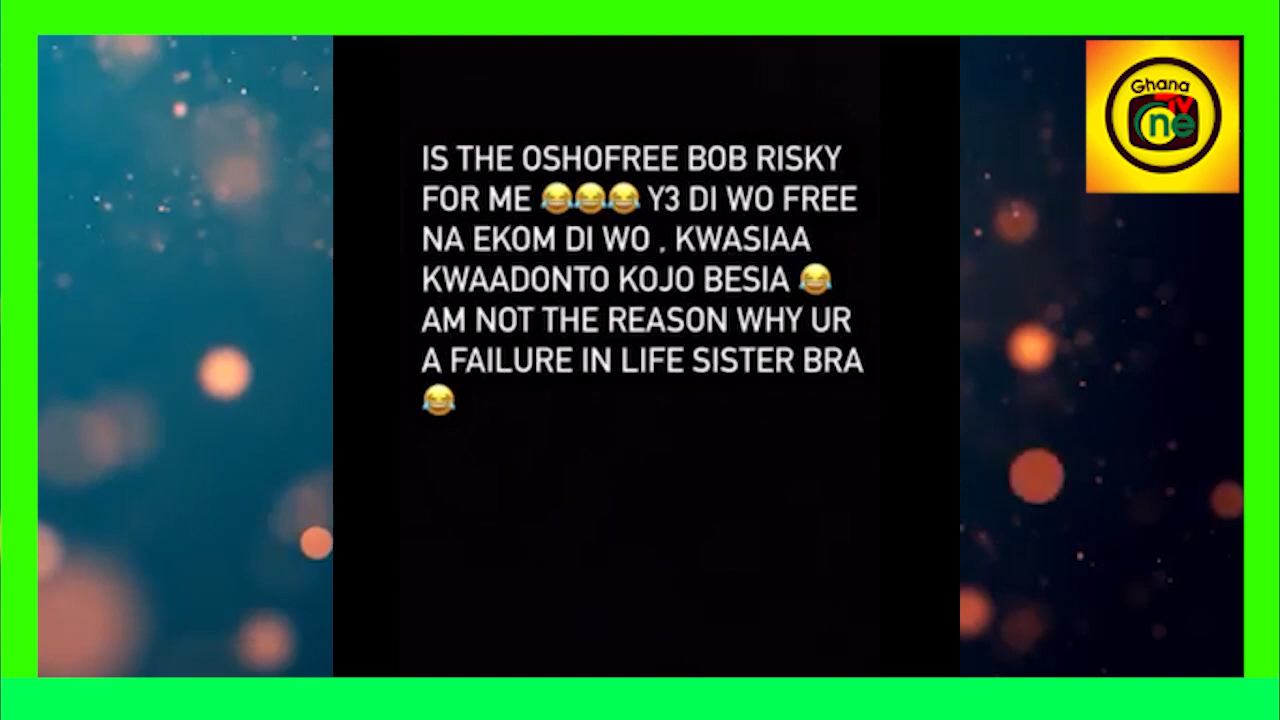 IS THE OSHOFREE BOB RISKY
FOR ME 😂😂😂 Y3 DI WO FREE
NA EKOM DI WO , KWASIAA
KWAADONTO KOJO BESIA 😂
AM NOT THE REASON WHY UR
A FAILURE IN LIFE SISTER BRA
😂
Ghana
TV
One